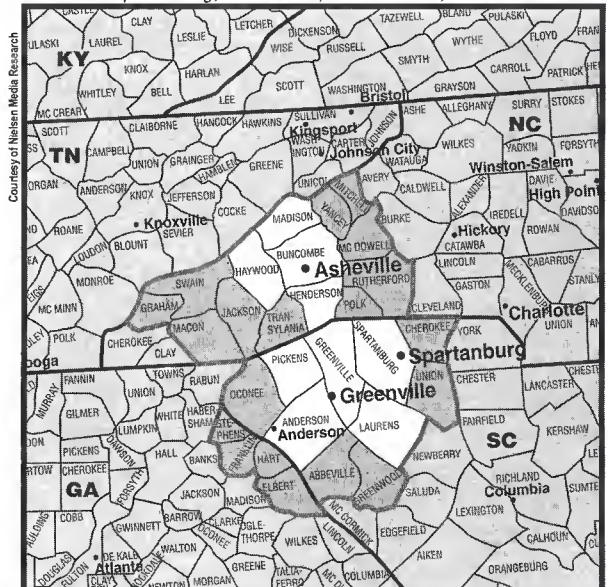 Courtesy of Nielsen Media Research
CLAY
LETCHER
DICKENSON
TAZEWELL
BLAND
PULASKI
LAUREL
LESLIE
WISE
RUSSELL
WYTHE
FLOYD
KY
KNOX
HARLAN
SMYTH
CARROLL
WHITLEY
BELL
SCOTT
WASHINGTON
GRAYSON
PATRICK
LEE
Bristol
MC CREARY
SCOTT
CLAIBORNE
HANCOCK
HAWKINS
SULLIVAN
JOHNSON
ASHE
ALLEGHANY
SURRY
STOKES
TN
CAMPBELL
Kingsport
NC
UNION
GRAINGER
HAMBLEN
GREENE
WASH-
INGTON
CARTER
Johnson City
WATAUGA
WILKES
YADKIN
FORSYTH
Winston-Salem
ANDERSON
KNOX
JEFFERSON
UNICOI
MITCHELL
AVERY
CALDWELL
ALEXANDER
DAVIE
High Point
COCKE
MADISON
YANCEY
BURKE
IREDELL
DAVIDSON
ROANE
Knoxville
SEVIER
Hickory
CATAWBA
ROWAN
LOUDON
BLOUNT
BUNCOMBE
MC DOWELL
HAYWOOD
Asheville
LINCOLN
MECKLENBURG
CABARRUS
MONROE
SWAIN
HENDERSON
RUTHERFORD
GASTON
STANLY
MC MINN
GRAHAM
JACKSON
TRAN-
SYLVANIA
POLK
CLEVELAND
Charlotte
POLK
MACON
CHEROKEE
CHEROKEE
YORK
UNION
CLAY
PICKENS
GREENVILLE
SPARTANBURG
Spartanburg
FANNIN
TOWNS
RABUN
OCONEE
UNION
CHESTER
LANCASTER
MURRAY
GILMER
UNION
WHITE
HABER
SHAM
STE-
PHENS
Greenville
LUMPKIN
ANDERSON
Anderson
LAURENS
FAIRFIELD
KERSHAW
PICKENS
DAWSON
HALL
BANKS
FRANKLIN
HART
NEWBERRY
SC
CHEROKEE
FORSYTH
ABBEVILLE
GREENWOOD
RICHLAND
GA
JACKSON
MADISON
ELBERT
SALUDA
Columbia
COBB
GWINNETT
BARROW
CLARKE
OCONEE
OGLE-
THORPE
MC CORMICK
LEXINGTON
LINCOLN
EDGEFIELD
CALHOUN
DOUGLAS
DE KALB
WALTON
WILKES
AIKEN
Atlanta
FULTON
GREENE
ORANGEBURG
NEWTON
MORGAN
TALIA-
FERRO
COLUMBIA